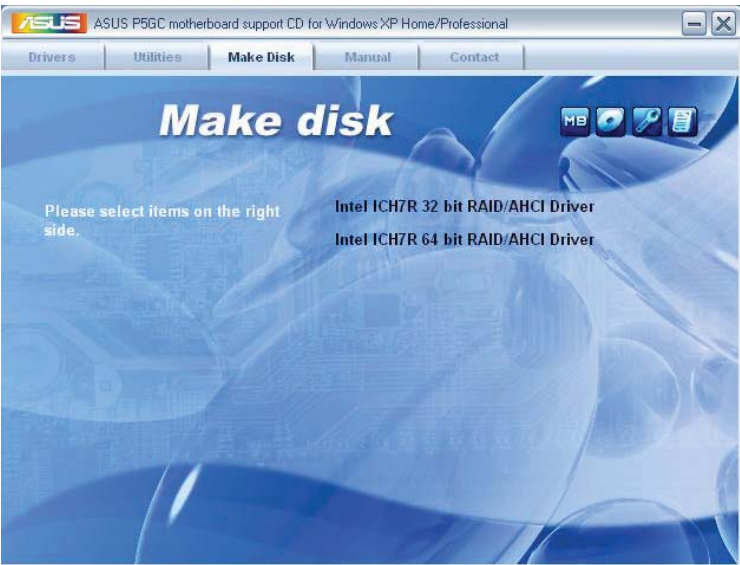 ASUS ASUS P5GC motherboard support CD for Windows XP Home/Professional
Drivers Utilities Make Disk Manual Contact
Make disk
MB
Please select items on the right
side.
Intel ICH7R 32 bit RAID/AHCI Driver
Intel ICH7R 64 bit RAID/AHCI Driver